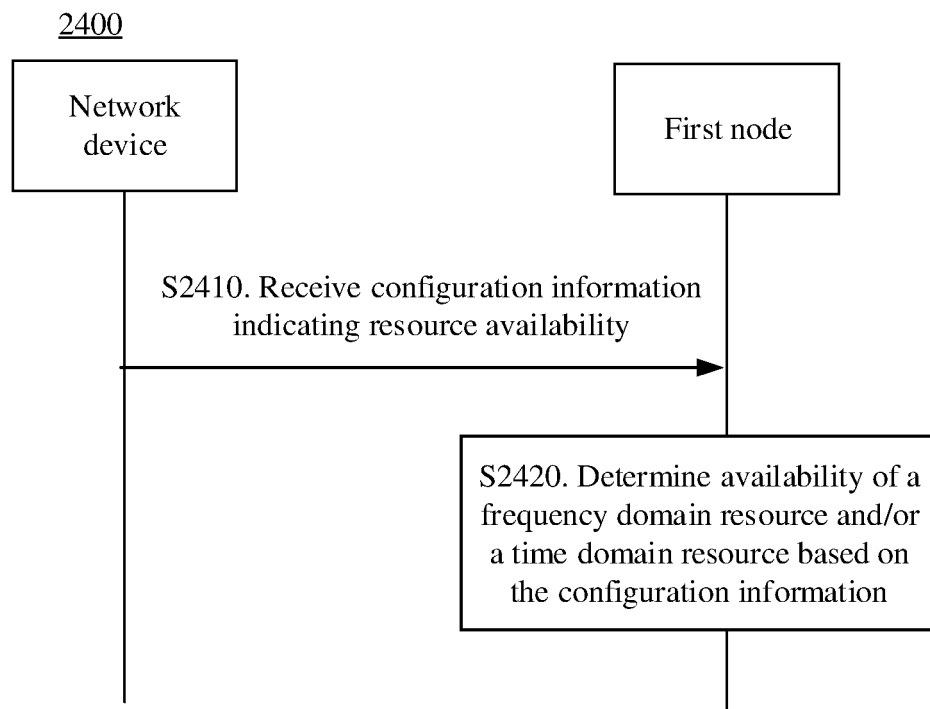 2400
Network
device
First node
S2410. Receive configuration information
indicating resource availability
S2420. Determine availability of a
frequency domain resource and/or
a time domain resource based on
the configuration information